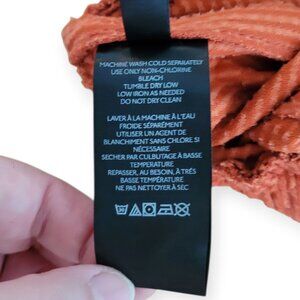 MACHINE WASH COLD SEPARATELY
USE ONLY NON-CHLORINE
BLEACH
TUMBLE DRY LOW
LOW IRON AS NEEDED
DO NOT DRY CLEAN
LAVER À LA MACHINE À L'EAU
FROIDE SÉPARÉMENT
UTILISER UN AGENT DE
BLANCHIMENT SANS CHLORE SI
NÉCESSAIRE
SÉCHER PAR CULBUTAGE À BASSE
TEMPÉRATURE
REPASSER, AU BESOIN, À TRÈS
BASSE TEMPÉRATURE
NE PAS NETTOYER À SEC